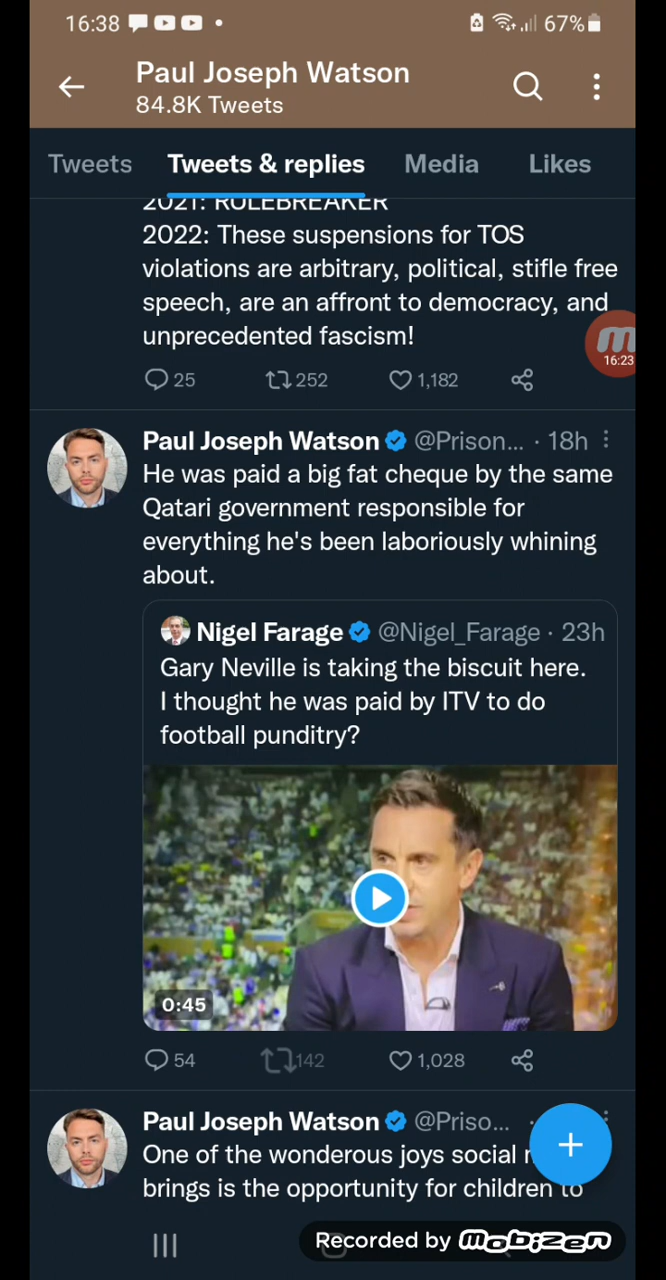 16:38
67%
Paul Joseph Watson
84.8K Tweets
Tweets Tweets & replies Media Likes
2021: RULEBREAKER
2022: These suspensions for TOS
violations are arbitrary, political, stifle free
speech, are an affront to democracy, and
unprecedented fascism!
16:23
25 252 1,182
Paul Joseph Watson @Prison... · 18h
He was paid a big fat cheque by the same
Qatari government responsible for
everything he's been laboriously whining
about.
Nigel Farage @Nigel_Farage · 23h
Gary Neville is taking the biscuit here.
I thought he was paid by ITV to do
football punditry?
0:45
54 142 1,028
Paul Joseph Watson @Priso... ·
One of the wonderous joys social
brings is the opportunity for children to
Recorded by mobizen